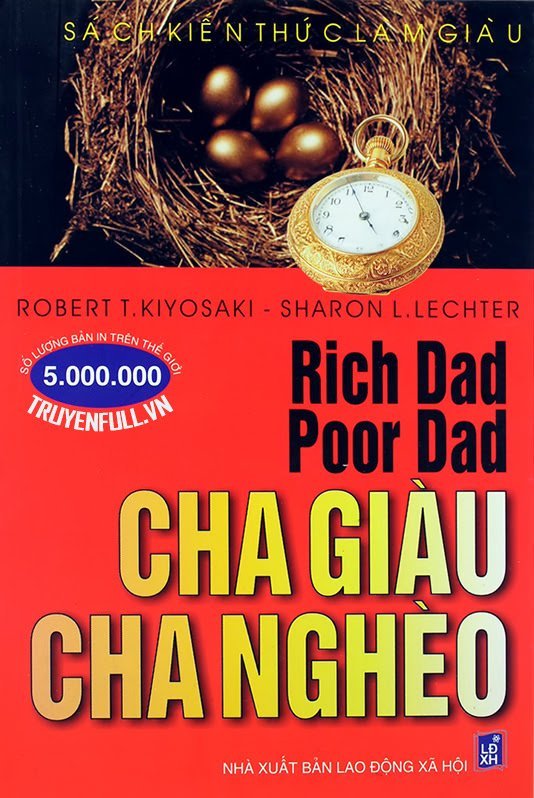 SÁCH KIẾN THỨC LÀM GIÀU
ROBERT T.KIYOSAKI - SHARON L.LECHTER
SỐ LƯỢNG BẢN IN TRÊN THẾ GIỚI
5.000.000
TRUYENFULL.VN
Rich Dad
Poor Dad
CHA GIÀU
CHA NGHÈO
NHÀ XUẤT BẢN LAO ĐỘNG XÃ HỘI
LĐ
XH